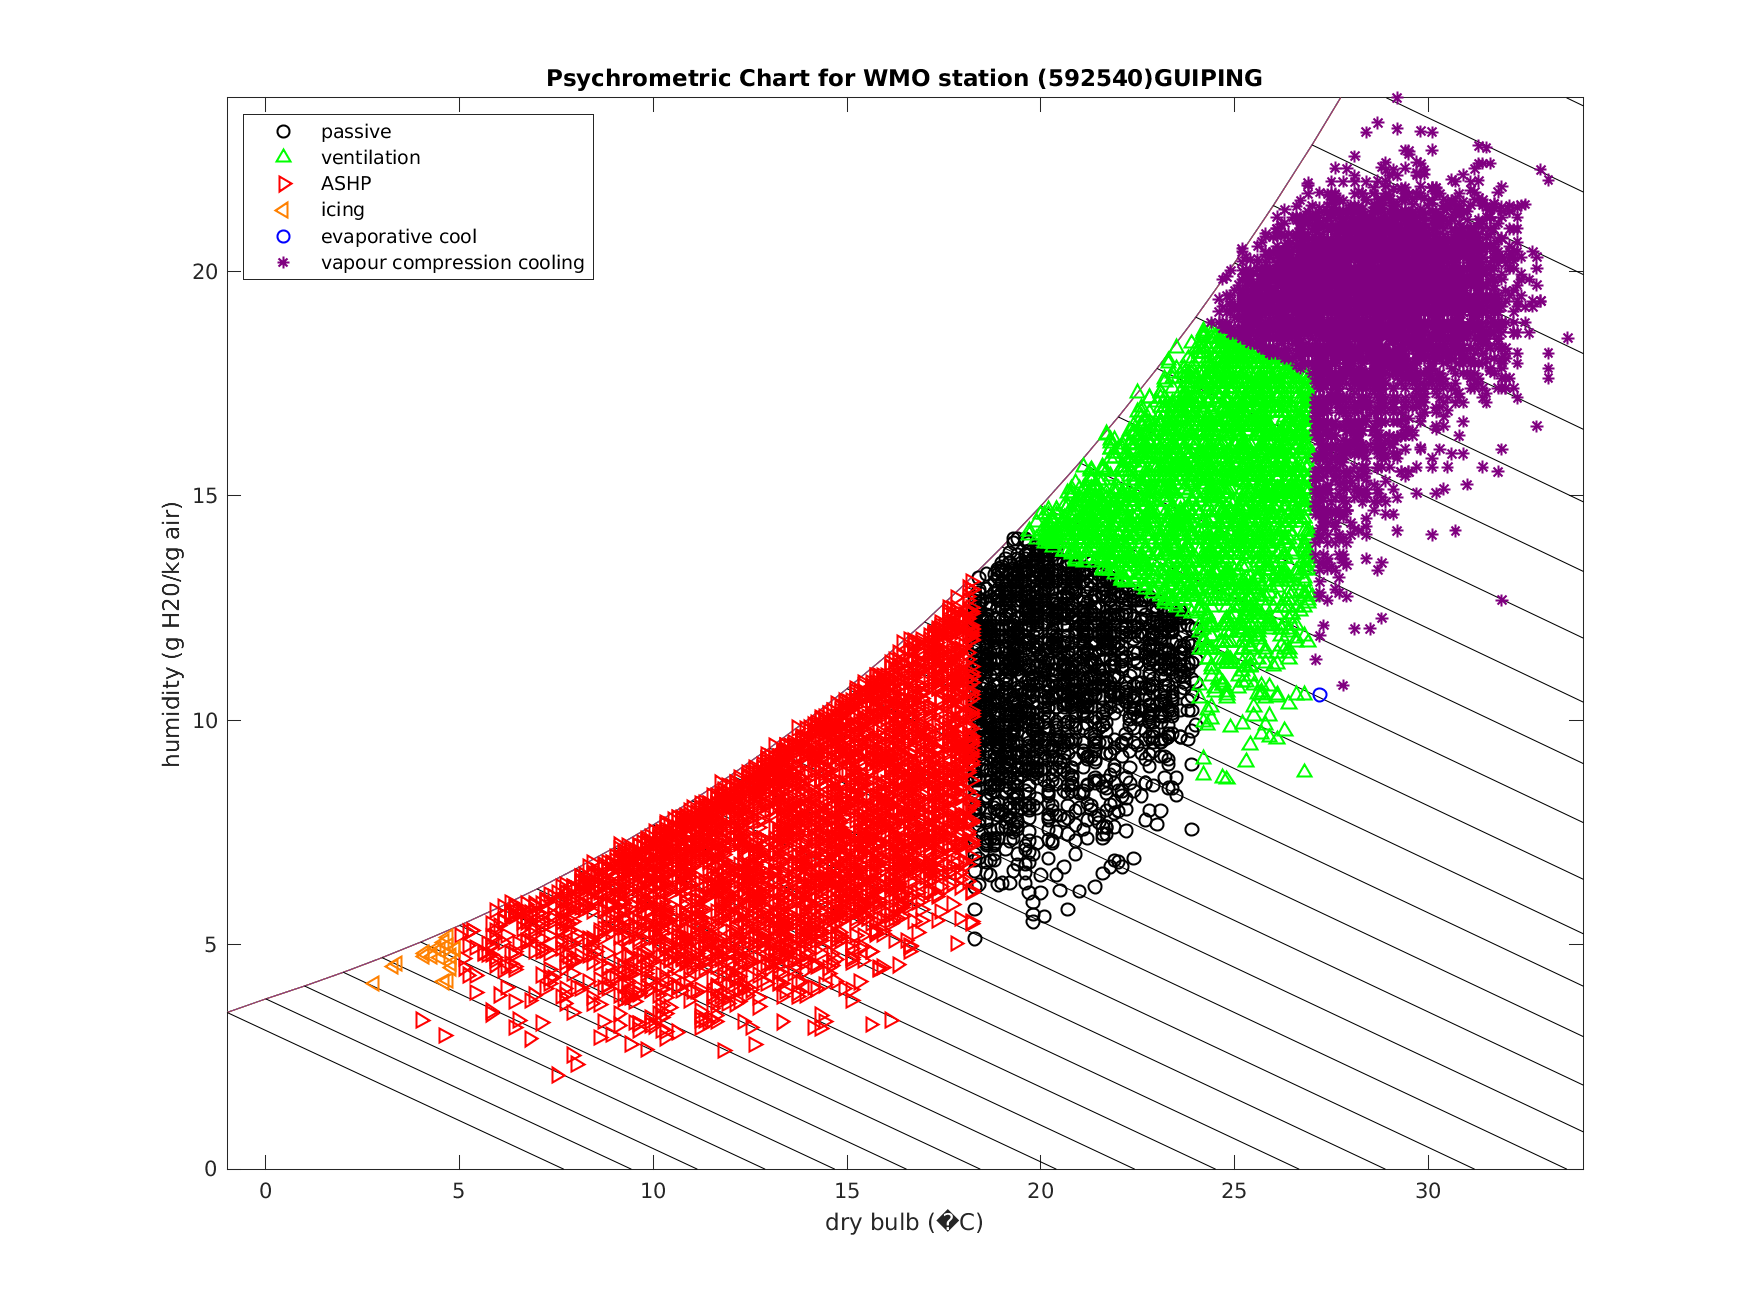 Psychrometric Chart for WMO station (592540)GUIPING
passive
ventilation
ASHP
icing
evaporative cool
vapour compression cooling
humidity (g H20/kg air)
20
15
10
5
0
0 5 10 15 20 25 30
dry bulb (�C)